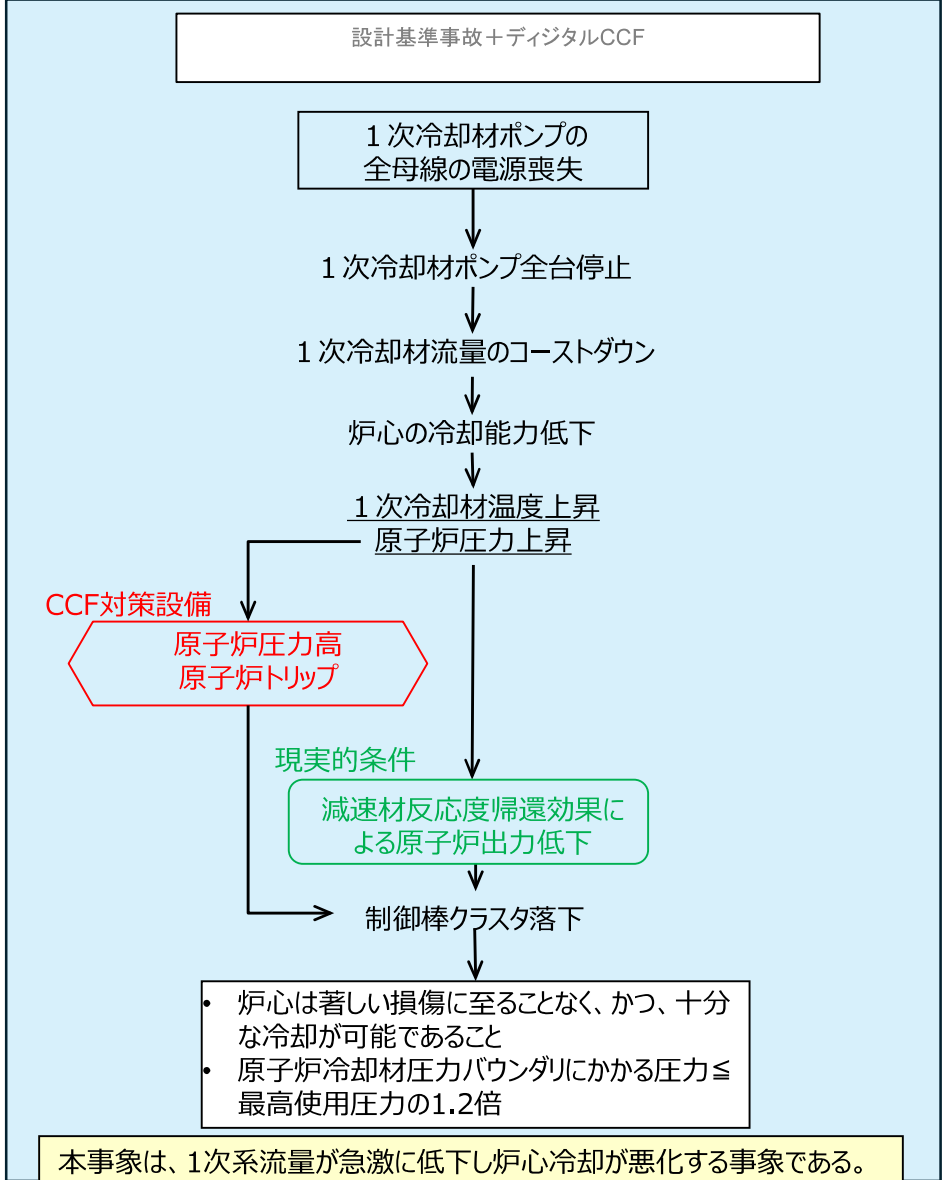 設計基準事故＋ディジタルCCF
１次冷却材ポンプの
全母線の電源喪失
１次冷却材ポンプ全台停止
１次冷却材流量のコーストダウン
炉心の冷却能力低下
１次冷却材温度上昇
原子炉圧力上昇
CCF対策設備
原子炉圧力高
原子炉トリップ
現実的条件
減速材反応度帰還効果に
よる原子炉出力低下
制御棒クラスタ落下
• 炉心は著しい損傷に至ることなく、かつ、十分
な冷却が可能であること
• 原子炉冷却材圧力バウンダリにかかる圧力≦
最高使用圧力の1.2倍
本事象は、1次系流量が急激に低下し炉心冷却が悪化する事象である。